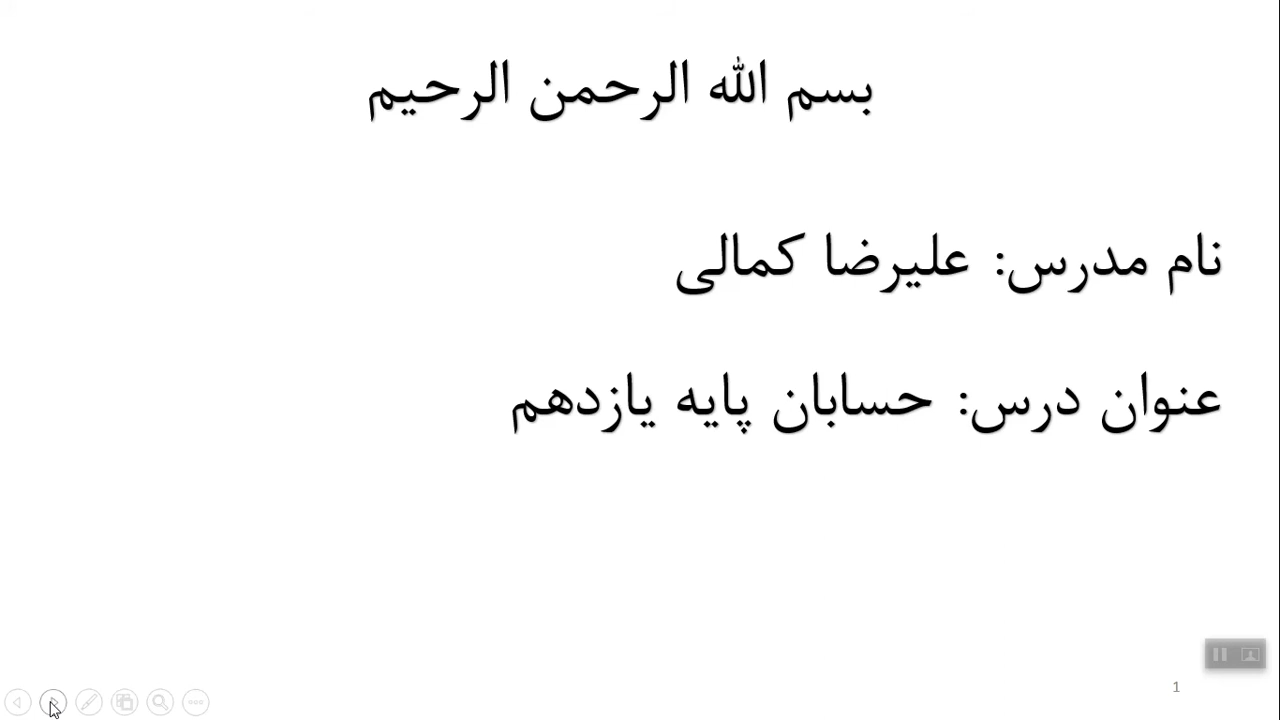 بسم الله الرحمن الرحیم
نام مدرس: علیرضا کمالی
عنوان درس: حسابان پایه یازدهم
1